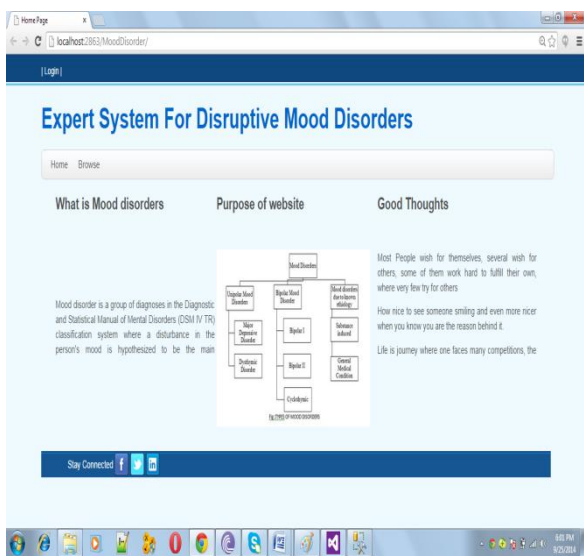 Home Page
localhost:2863/MoodDisorder/
| Login |
Expert System For Disruptive Mood Disorders
Home Browse
What is Mood disorders
Mood disorder is a group of diagnoses in the Diagnostic
and Statistical Manual of Mental Disorders (DSM IV TR)
classification system where a disturbance in the
person's mood is hypothesized to be the main
Purpose of website
Mood Disorders
Unipolar Mood
Disorders
Bipolar Mood
Disorder
Mood disorders
due to known
ethiology
Major
Depressive
Disorder
Bipolar I
Substance
induced
Dysthymic
Disorder
Bipolar II
General
Medical
Condition
Cyclothymic
Fig:TYPES OF MOOD DISORDERS
Good Thoughts
Most People wish for themselves, several wish for
others, some of them work hard to fulfill their own,
where very few try for others
How nice to see someone smiling and even more nicer
when you know you are the reason behind it.
Life is journey where one faces many competitions, the
Stay Connected
6:01 PM
9/25/2014